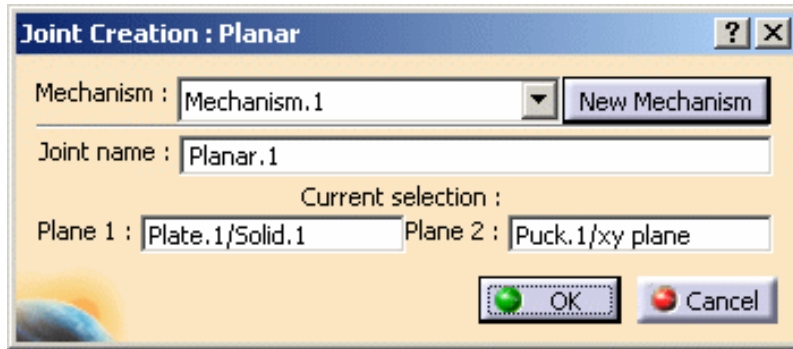 Joint Creation : Planar ? X
Mechanism : Mechanism.1 New Mechanism
Joint name : Planar.1
Current selection :
Plane 1 : Plate.1/Solid.1 Plane 2 : Puck.1/xy plane
OK Cancel